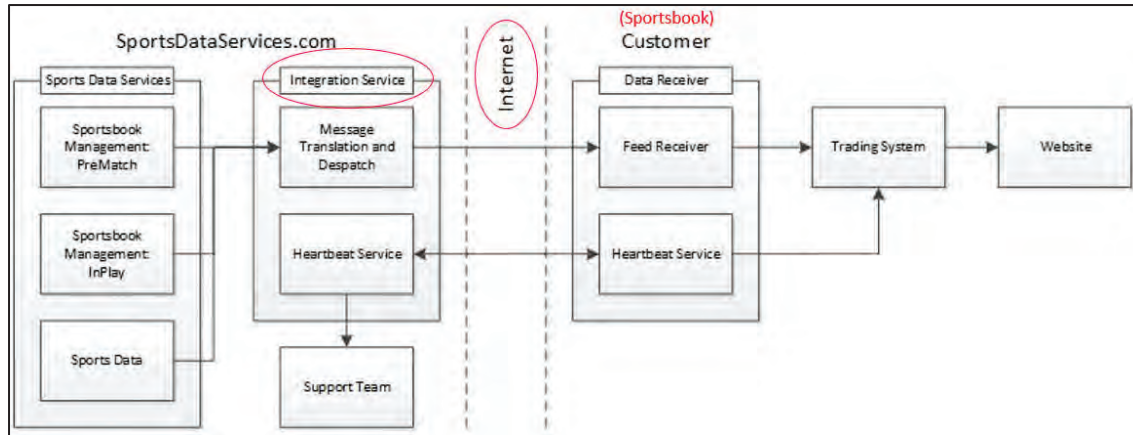 (Sportsbook)
SportsDataServices.com
Internet
Customer
Sports Data Services
Integration Service
Data Receiver
Sportsbook
Management:
PreMatch
Message
Translation and
Despatch
Feed Receiver
Trading System
Website
Sportsbook
Management:
InPlay
Heartbeat Service
Heartbeat Service
Sports Data
Support Team